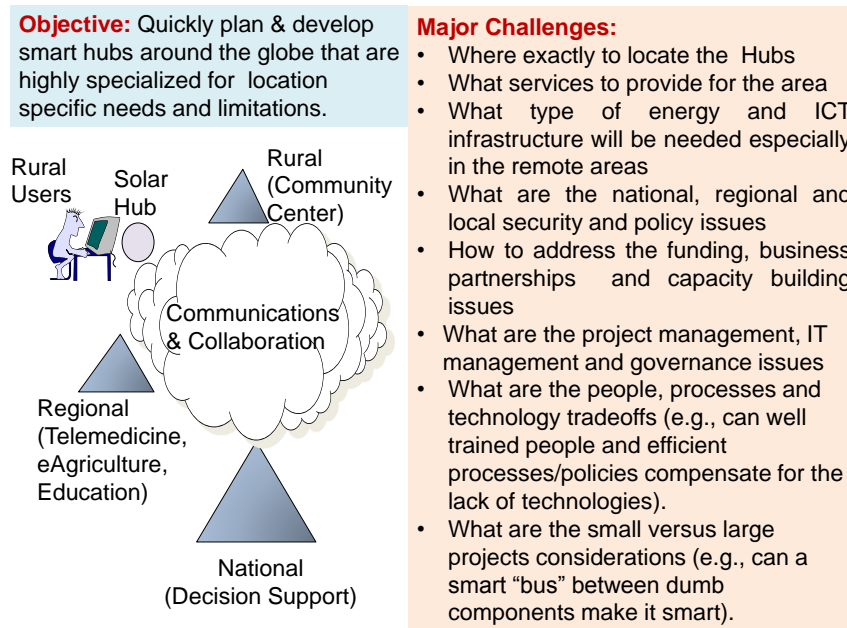 Objective: Quickly plan & develop
smart hubs around the globe that are
highly specialized for location
specific needs and limitations.
Rural
Users
Solar
Hub
Rural
(Community
Center)
Communications
& Collaboration
Regional
(Telemedicine,
eAgriculture,
Education)
National
(Decision Support)
Major Challenges:
• Where exactly to locate the Hubs
• What services to provide for the area
• What type of energy and ICT
infrastructure will be needed especially
in the remote areas
• What are the national, regional and
local security and policy issues
• How to address the funding, business
partnerships and capacity building
issues
• What are the project management, IT
management and governance issues
• What are the people, processes and
technology tradeoffs (e.g., can well
trained people and efficient
processes/policies compensate for the
lack of technologies).
• What are the small versus large
projects considerations (e.g., can a
smart “bus” between dumb
components make it smart).